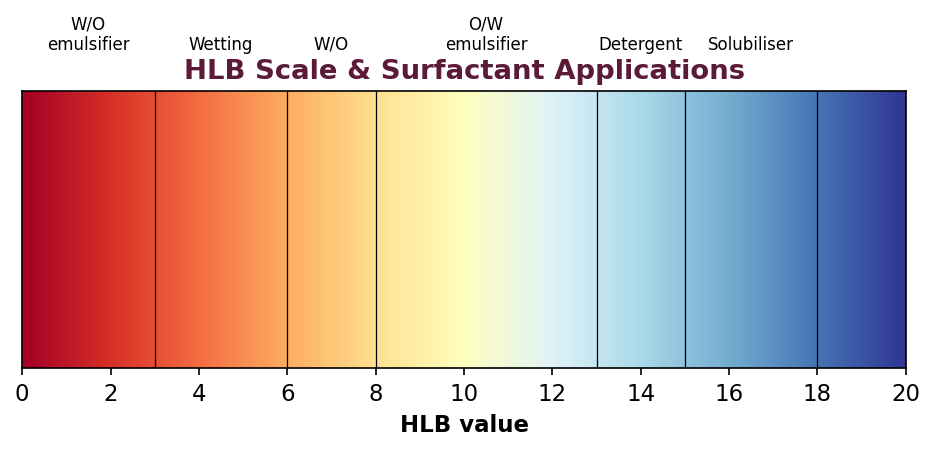 W/O
emulsifier
Wetting
W/O
O/W
emulsifier
Detergent
Solubiliser
HLB Scale & Surfactant Applications
0 2 4 6 8 10 12 14 16 18 20
HLB value